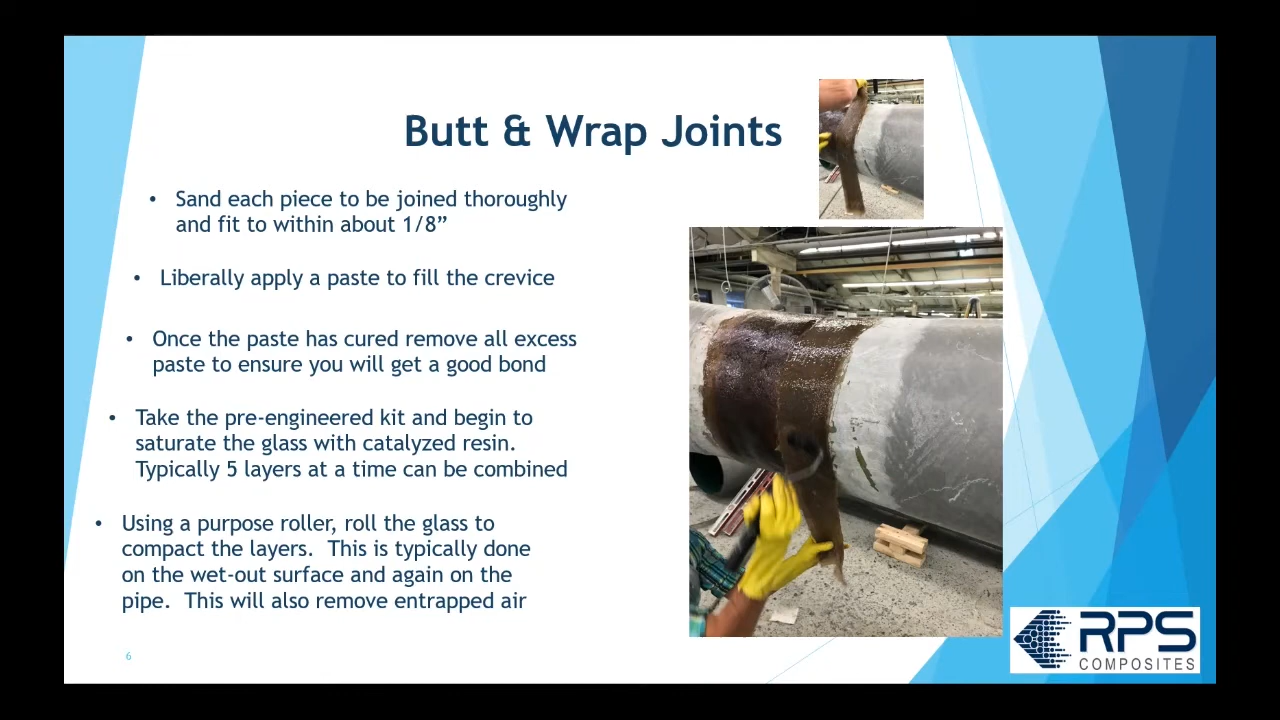 Butt & Wrap Joints
• Sand each piece to be joined thoroughly
and fit to within about 1/8”
• Liberally apply a paste to fill the crevice
• Once the paste has cured remove all excess
paste to ensure you will get a good bond
• Take the pre-engineered kit and begin to
saturate the glass with catalyzed resin.
Typically 5 layers at a time can be combined
• Using a purpose roller, roll the glass to
compact the layers.  This is typically done
on the wet-out surface and again on the
pipe.  This will also remove entrapped air
6
RPS
COMPOSITES